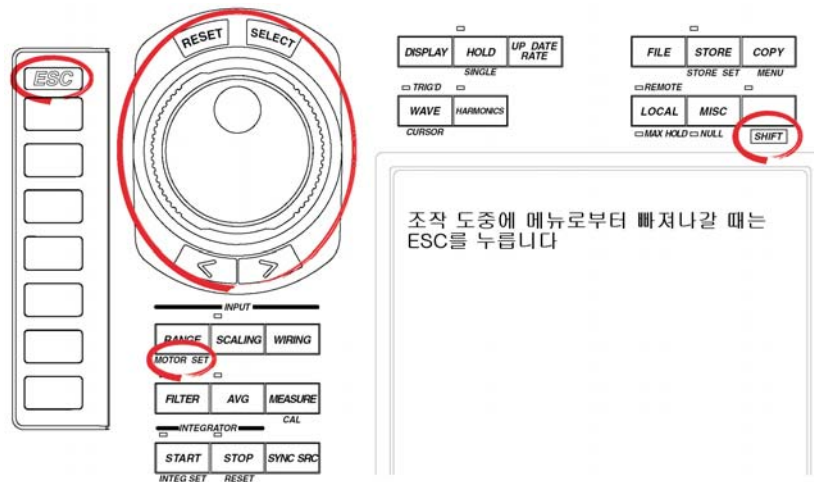 ESC
RESET SELECT
DISPLAY HOLD UP DATE RATE
SINGLE
TRIG'D
WAVE HARMONICS
CURSOR
FILE STORE COPY
STORE SET MENU
REMOTE
LOCAL MISC
MAX HOLD NULL SHIFT
조작 도중에 메뉴로부터 빠져나갈 때는
ESC를 누릅니다
< >
INPUT
RANGE SCALING WIRING
MOTOR SET
FILTER AVG MEASURE
CAL
INTEGRATOR
START STOP SYNC SRC
INTEG SET RESET